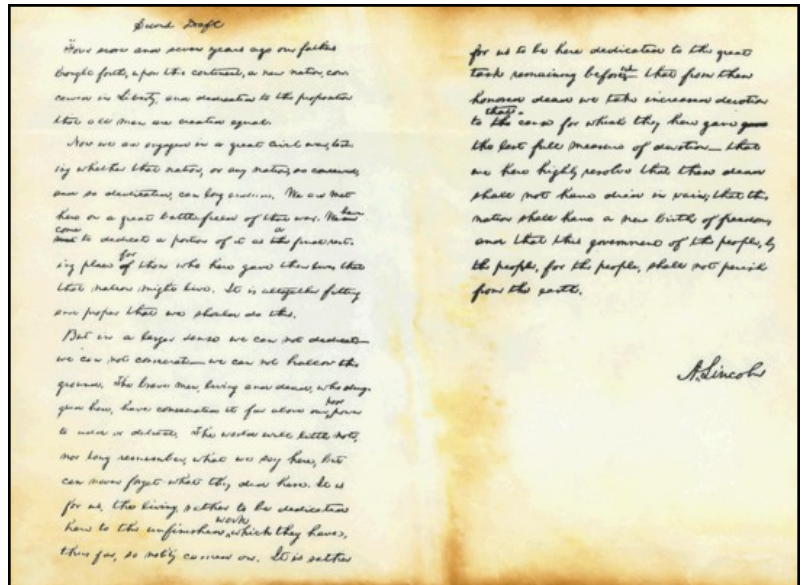 Second Draft
Four score and seven years ago our fathers
brought forth, upon this continent, a new nation, con-
ceived in Liberty, and dedicated to the proposition
that all men are created equal.
Now we are engaged in a great civil war, test-
ing whether that nation, or any nation, so conceived,
and so dedicated, can long endure. We are met
here on a great battlefield of that war. We are
have
come
met to dedicate a portion of it as the final rest-
a
ing place of those who here gave their lives that
for
that nation might live. It is altogether fitting
and proper that we should do this.
But in a larger sense we can not dedicate—
we can not consecrate—we can not hallow this
ground. The brave men, living and dead, who strug-
gled here, have consecrated it far above our power
poor
to add or detract. The world will little note,
nor long remember, what we say here, but
can never forget what they did here. It is
for us, the living, rather to be dedicated
here to the unfinished, which they have,
work
thus far, so nobly carried on. It is rather
for us to be here dedicated to the great
task remaining before us—that from these
honored dead we take increased devotion
that
to the cause for which they here gave gave
the last full measure of devotion—that
we here highly resolve that these dead
shall not have died in vain; that this
nation shall have a new birth of freedom;
and that this government of the people, by
the people, for the people, shall not perish
from the earth.
A. Lincoln